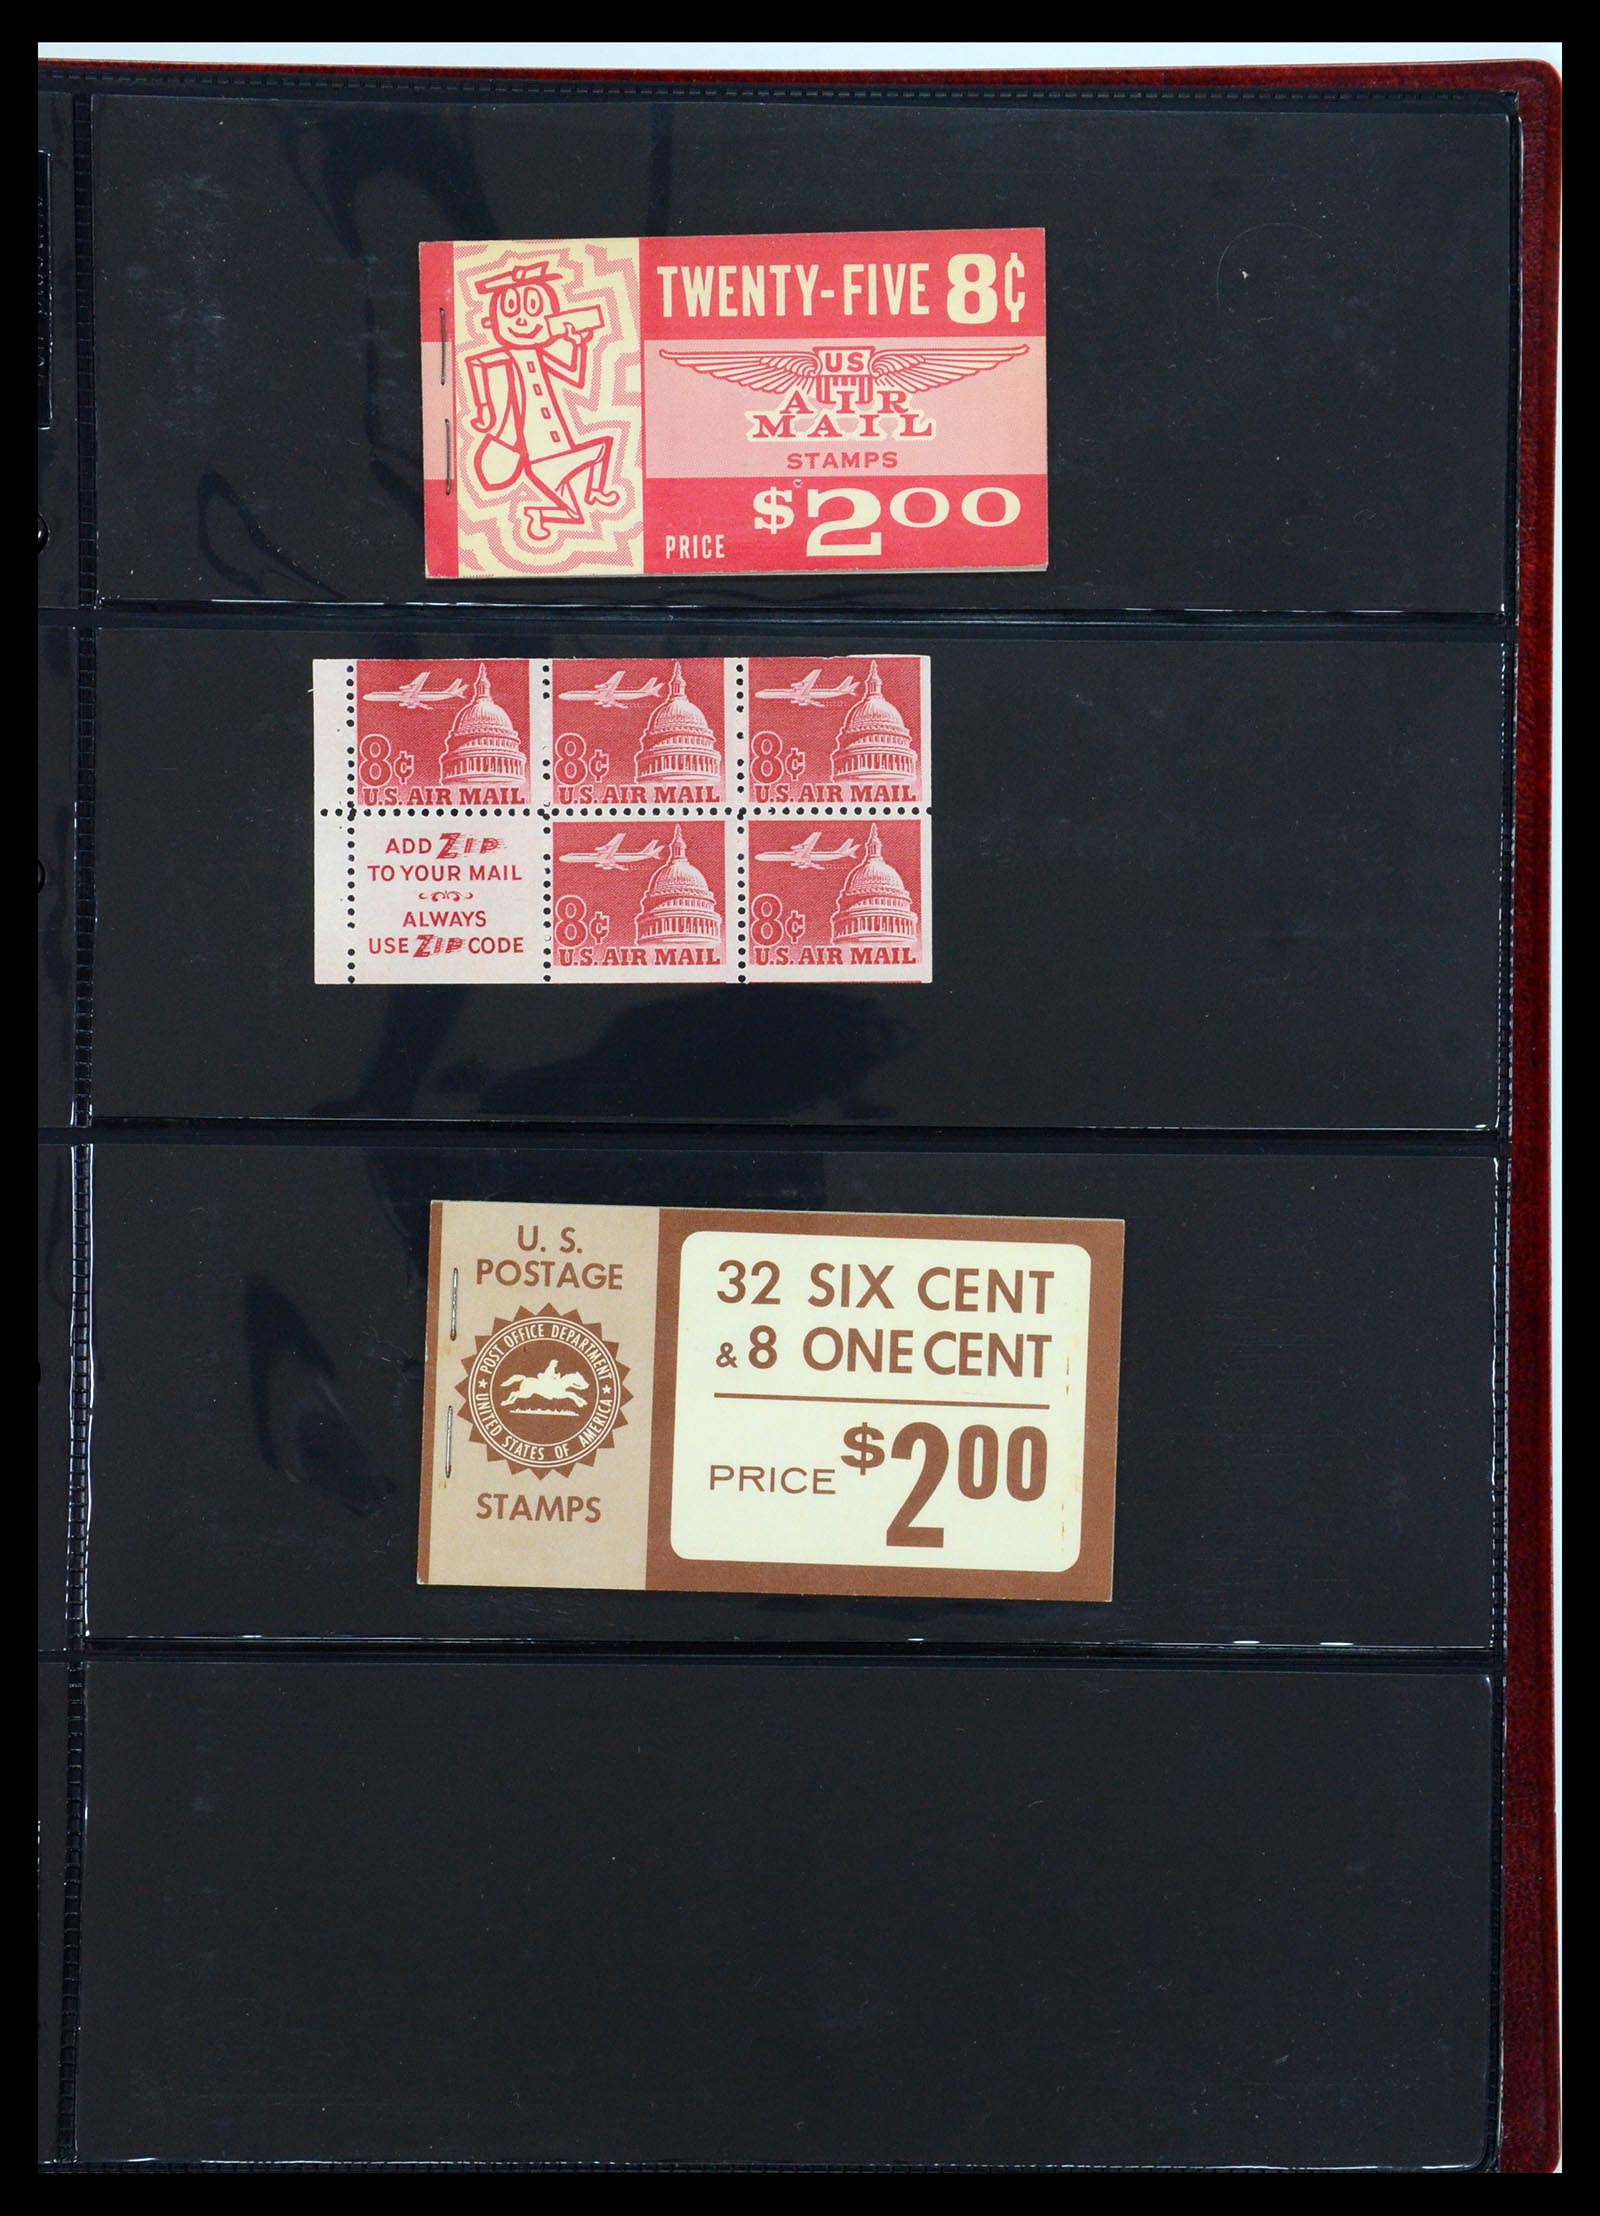 TWENTY-FIVE 8¢
US
AIR
MAIL
STAMPS
PRICE $2.00
8¢
U.S. AIR MAIL
8¢
U.S. AIR MAIL
8¢
U.S. AIR MAIL
ADD ZIP
TO YOUR MAIL
ALWAYS
USE ZIP CODE
8¢
U.S. AIR MAIL
8¢
U.S. AIR MAIL
U. S.
POSTAGE
POST OFFICE DEPARTMENT
★ UNITED STATES OF AMERICA ★
STAMPS
32 SIX CENT
& 8 ONE CENT
PRICE $2.00